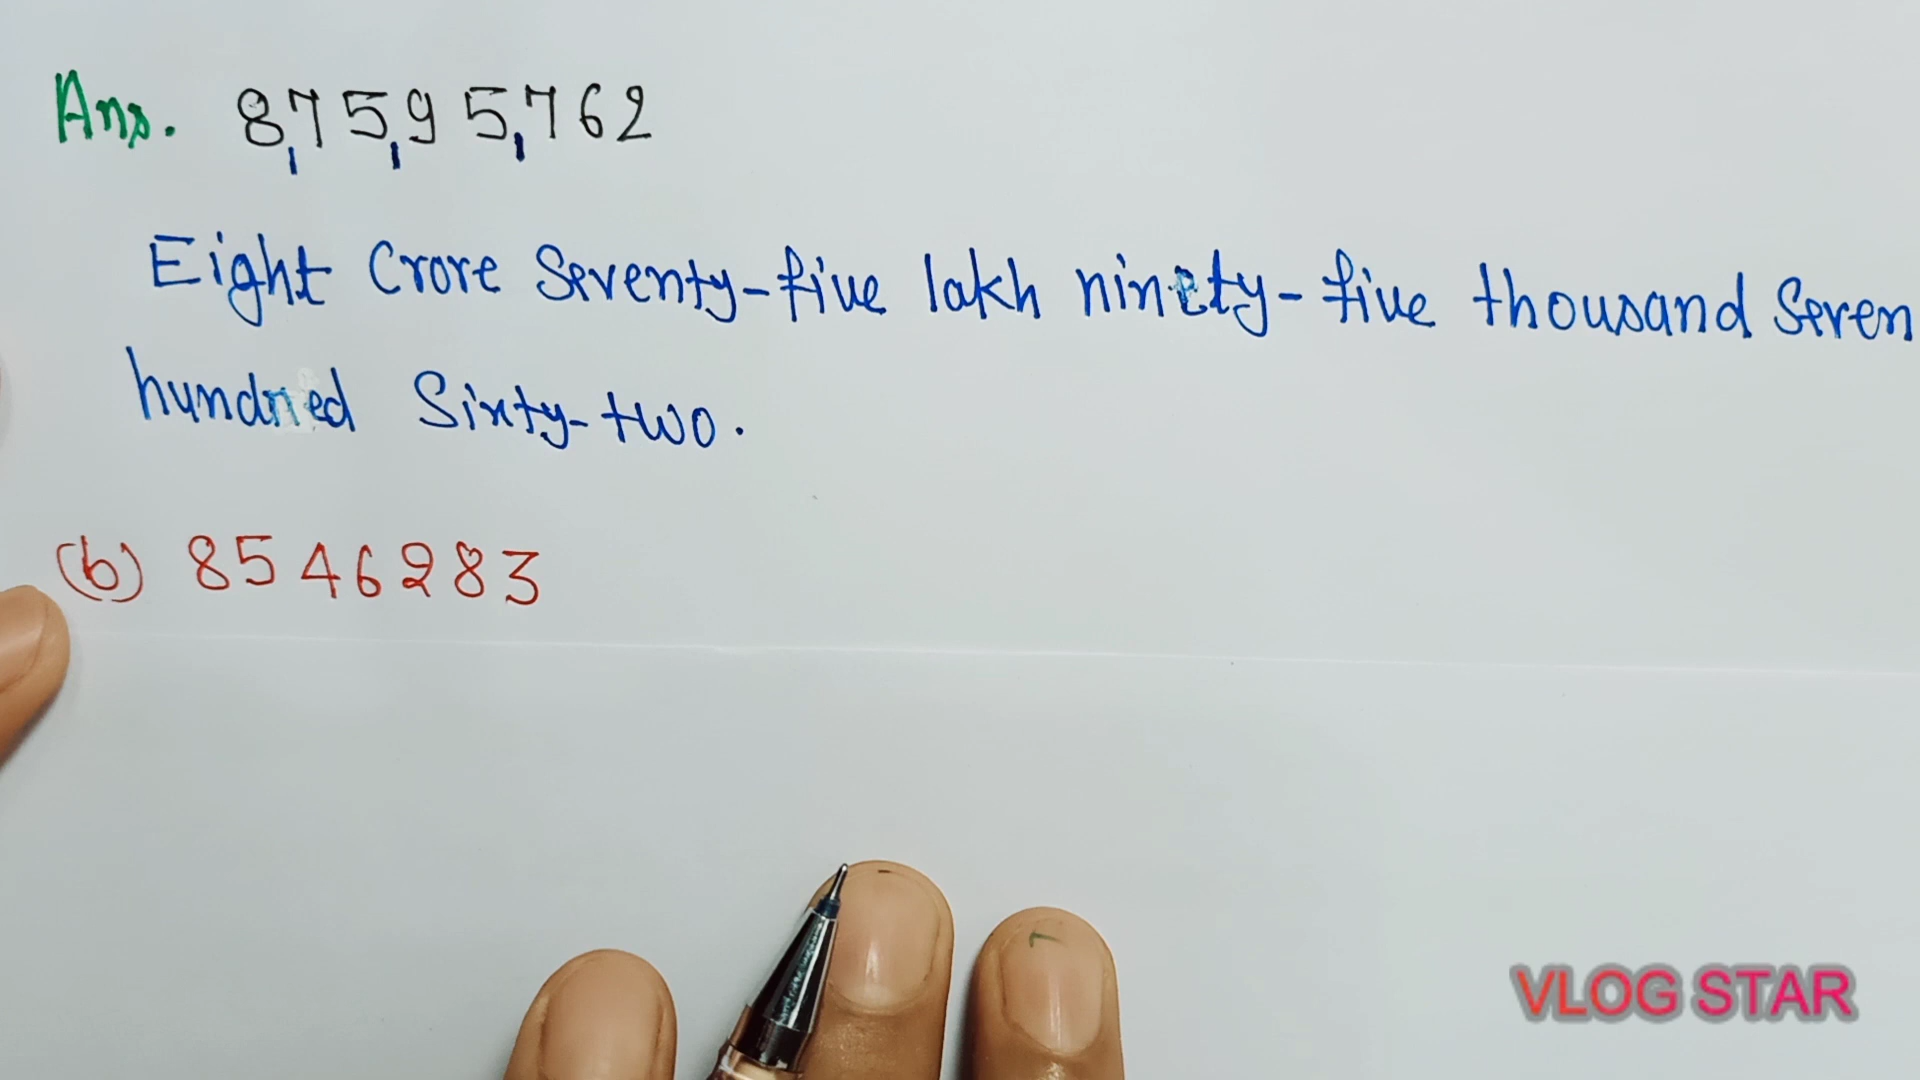 Ans. 8,75,95,762
Eight Crore Seventy-five lakh ninety-five thousand Seven
hundred Sixty-two.
(b) 8546283
VLOG STAR